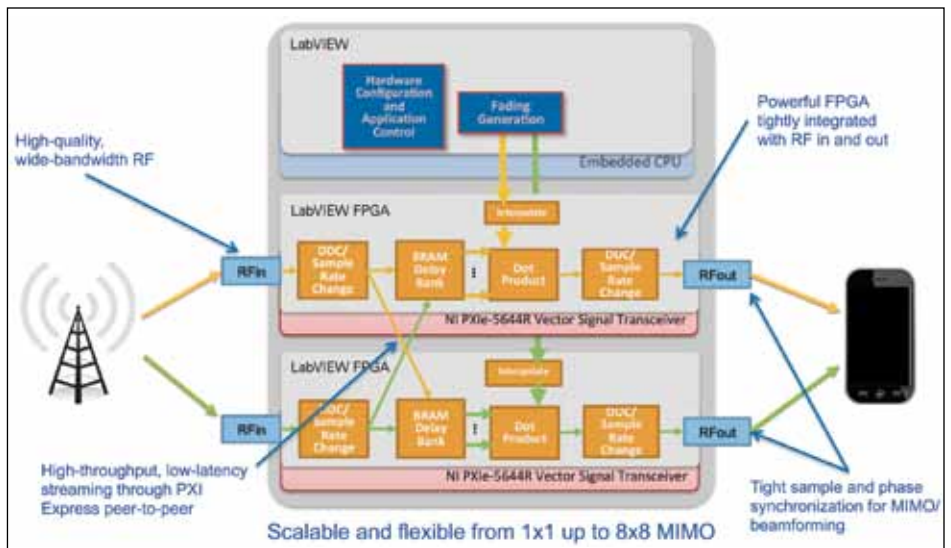 LabVIEW
Hardware
Configuration
and
Application
Control
Fading
Generation
Embedded CPU
High-quality,
wide-bandwidth RF
Powerful FPGA
tightly integrated
with RF in and out
LabVIEW FPGA
Interpolate
RFin
DDC/
Sample
Rate
Change
BRAM
Delay
Bank
Dot
Product
DUC/
Sample
Rate
Change
RFout
NI PXIe-5644R Vector Signal Transceiver
LabVIEW FPGA
Interpolate
RFin
DDC/
Sample
Rate
Change
BRAM
Delay
Bank
Dot
Product
DUC/
Sample
Rate
Change
RFout
NI PXIe-5644R Vector Signal Transceiver
High-throughput, low-latency
streaming through PXI
Express peer-to-peer
Tight sample and phase
synchronization for MIMO/
beamforming
Scalable and flexible from 1x1 up to 8x8 MIMO